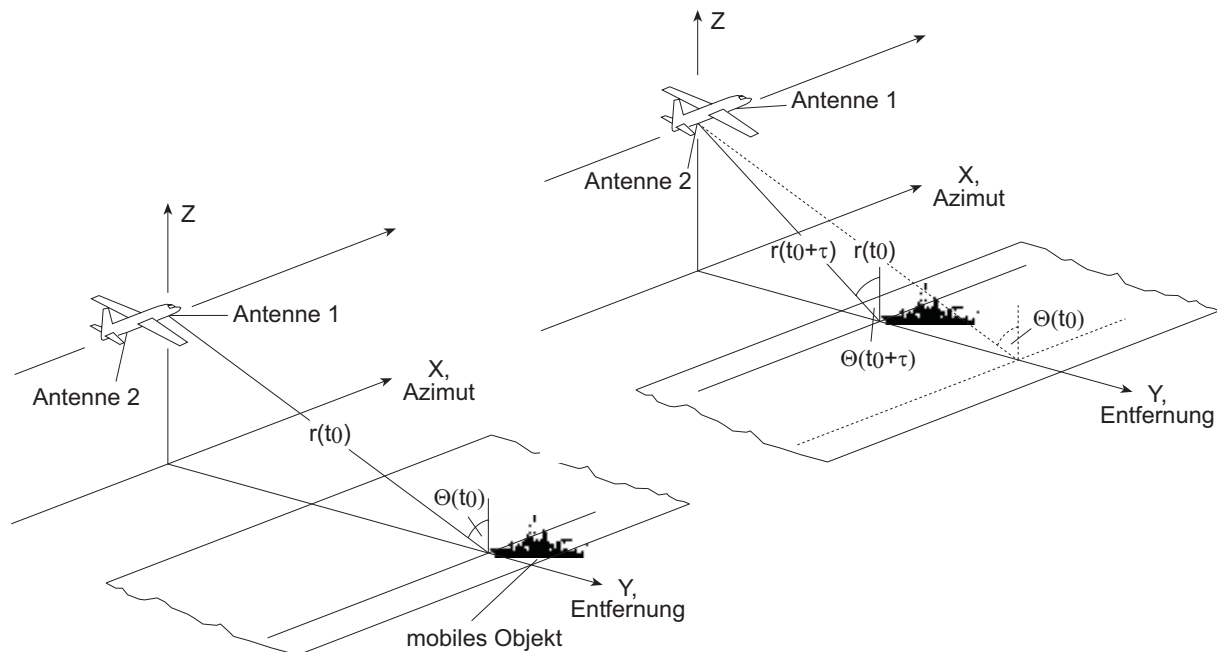 Z
Antenne 1
Antenne 2
X,
Azimut
r(t0)
Θ(t0)
Y,
Entfernung
mobiles Objekt
Z
Antenne 1
Antenne 2
X,
Azimut
r(t0+τ)
r(t0)
Θ(t0)
Θ(t0+τ)
Y,
Entfernung